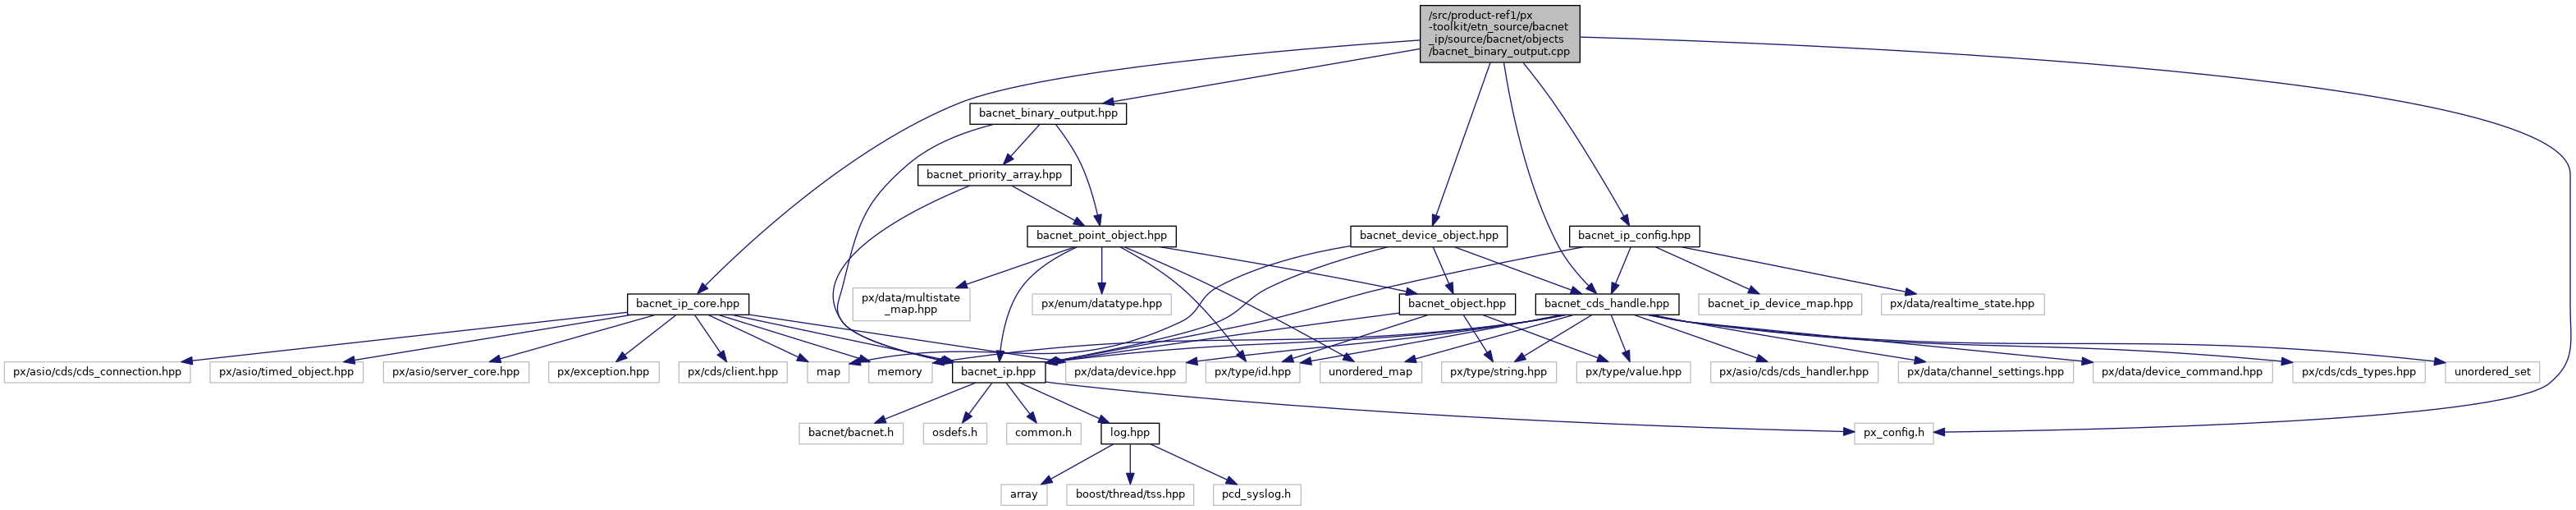 /src/product-ref1/px
-toolkit/etn_source/bacnet
_ip/source/bacnet/objects
/bacnet_binary_output.cpp
bacnet_binary_output.hpp
bacnet_priority_array.hpp
bacnet_point_object.hpp
bacnet_device_object.hpp
bacnet_ip_config.hpp
bacnet_ip_core.hpp
px/data/multistate
_map.hpp
px/enum/datatype.hpp
bacnet_object.hpp
bacnet_cds_handle.hpp
bacnet_ip_device_map.hpp
px/data/realtime_state.hpp
px/asio/cds/cds_connection.hpp
px/asio/timed_object.hpp
px/asio/server_core.hpp
px/exception.hpp
px/cds/client.hpp
map
memory
bacnet_ip.hpp
px/data/device.hpp
px/type/id.hpp
unordered_map
px/type/string.hpp
px/type/value.hpp
px/asio/cds/cds_handler.hpp
px/data/channel_settings.hpp
px/data/device_command.hpp
px/cds/cds_types.hpp
unordered_set
bacnet/bacnet.h
osdefs.h
common.h
log.hpp
px_config.h
array
boost/thread/tss.hpp
pcd_syslog.h